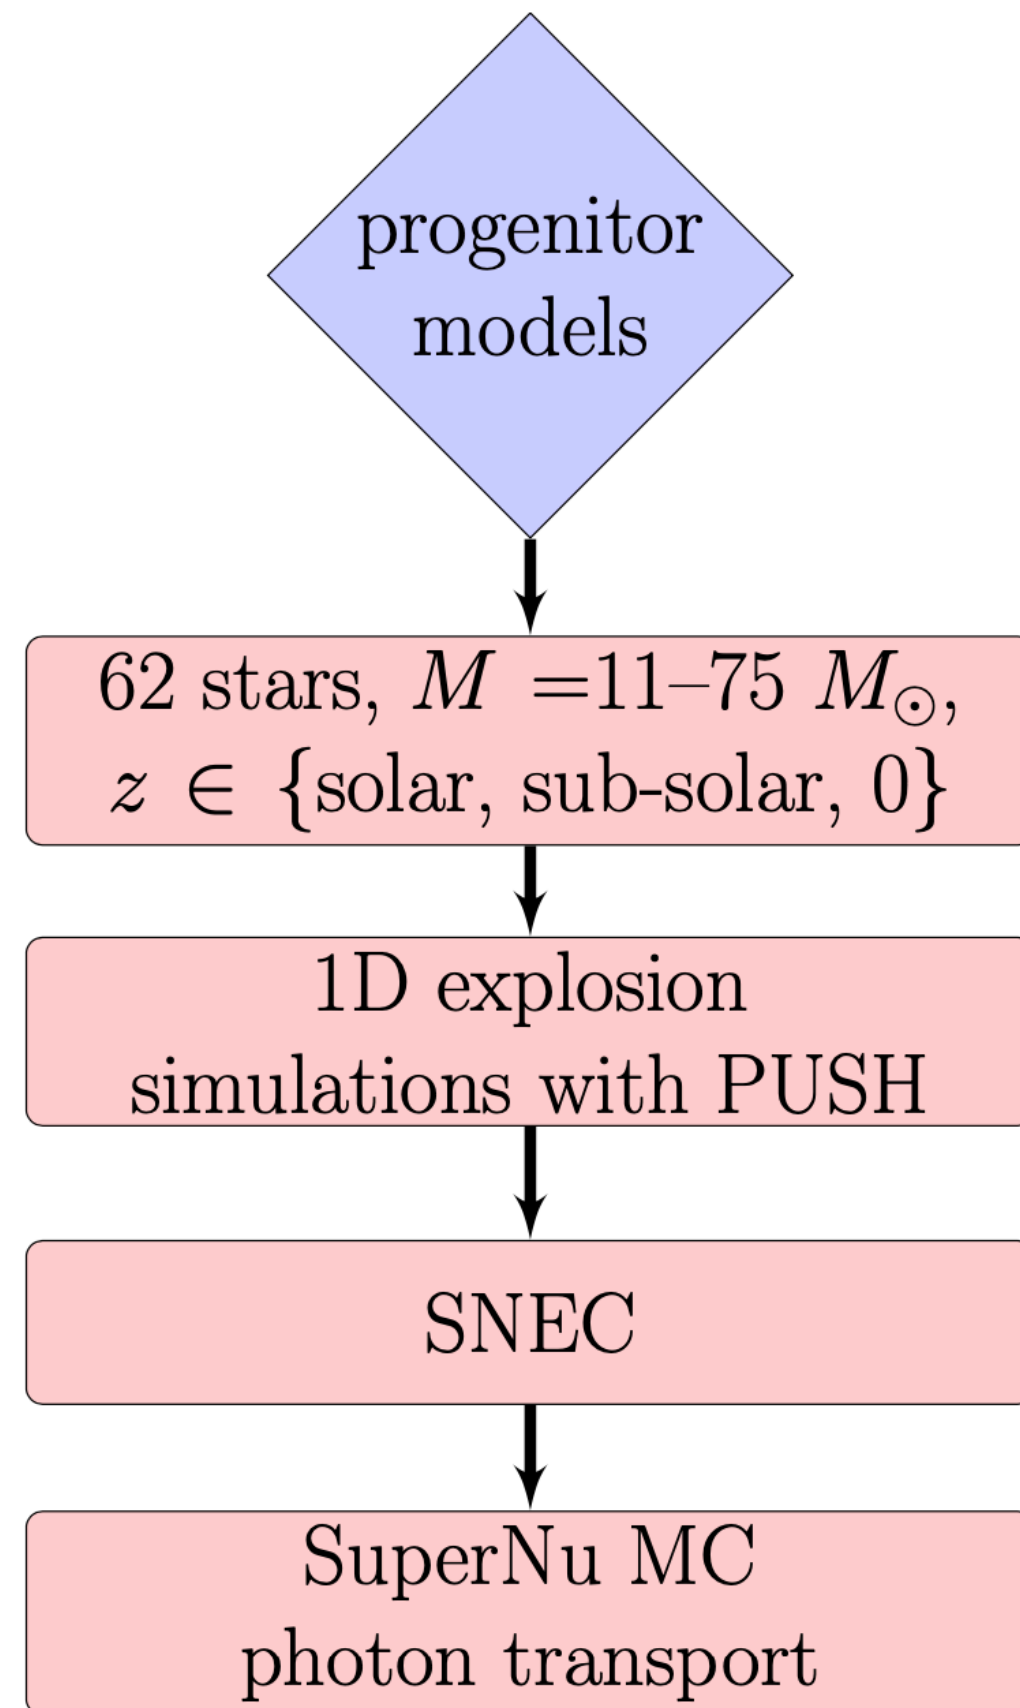 progenitor
models
62 stars, M =11–75 M⊙,
z ∈ {solar, sub-solar, 0}
1D explosion
simulations with PUSH
SNEC
SuperNu MC
photon transport